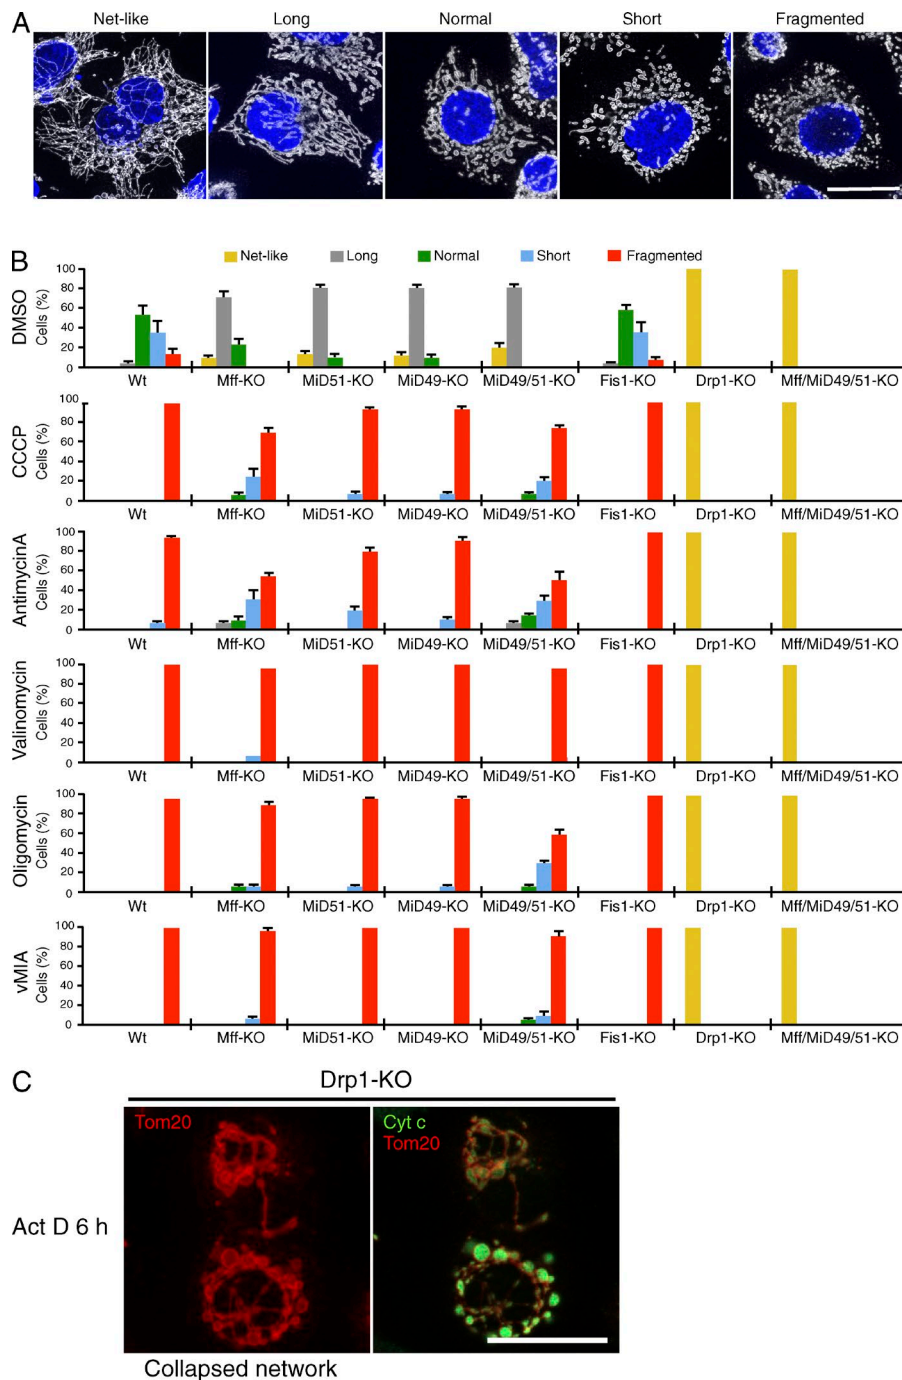 A
Net-like Long Normal Short Fragmented
B
Net-like Long Normal Short Fragmented
DMSO
Cells (%)
100
80
60
40
20
0
Wt Mff-KO MiD51-KO MiD49-KO MiD49/51-KO Fis1-KO Drp1-KO Mff/MiD49/51-KO
CCCP
Cells (%)
100
80
60
40
20
0
Wt Mff-KO MiD51-KO MiD49-KO MiD49/51-KO Fis1-KO Drp1-KO Mff/MiD49/51-KO
AntimycinA
Cells (%)
100
80
60
40
20
0
Wt Mff-KO MiD51-KO MiD49-KO MiD49/51-KO Fis1-KO Drp1-KO Mff/MiD49/51-KO
Valinomycin
Cells (%)
100
80
60
40
20
0
Wt Mff-KO MiD51-KO MiD49-KO MiD49/51-KO Fis1-KO Drp1-KO Mff/MiD49/51-KO
Oligomycin
Cells (%)
100
80
60
40
20
0
Wt Mff-KO MiD51-KO MiD49-KO MiD49/51-KO Fis1-KO Drp1-KO Mff/MiD49/51-KO
vMIA
Cells (%)
100
80
60
40
20
0
Wt Mff-KO MiD51-KO MiD49-KO MiD49/51-KO Fis1-KO Drp1-KO Mff/MiD49/51-KO
C
Drp1-KO
Tom20
Cyt c
Tom20
Act D 6 h
Collapsed network